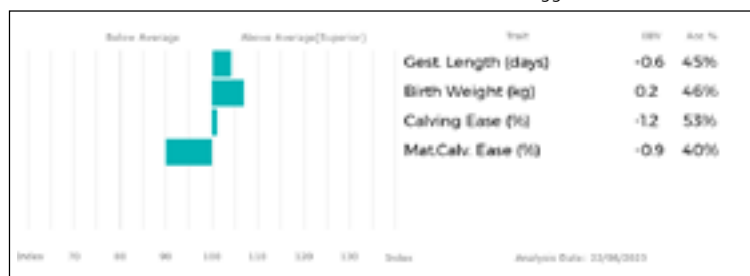 Below Average Above Average(Superior) Trait EBV Acc %
Gest. Length (days) -0.6 45%
Birth Weight (kg) 0.2 46%
Calving Ease (%) -1.2 53%
Mat.Calv. Ease (%) -0.9 40%
Index 70 80 90 100 110 120 130 Index Analysis Date: